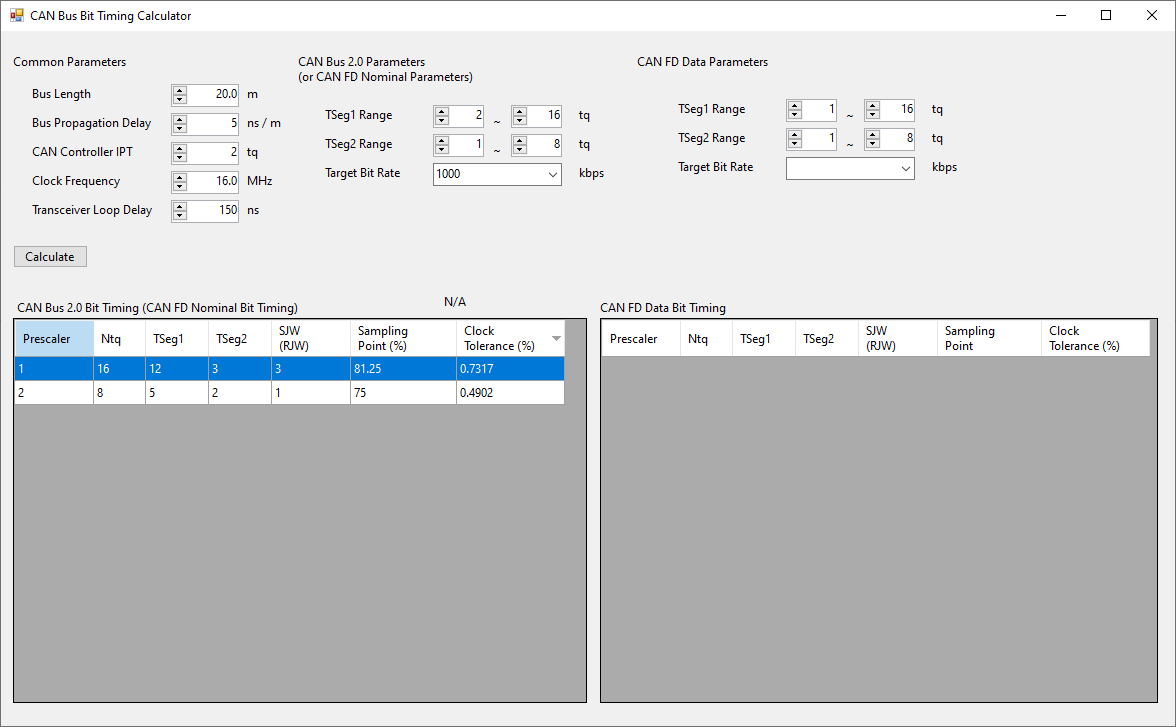 CAN Bus Bit Timing Calculator
Common Parameters
Bus Length 20.0 m
Bus Propagation Delay 5 ns / m
CAN Controller IPT 2 tq
Clock Frequency 16.0 MHz
Transceiver Loop Delay 150 ns
CAN Bus 2.0 Parameters
(or CAN FD Nominal Parameters)
TSeg1 Range 2 ~ 16 tq
TSeg2 Range 1 ~ 8 tq
Target Bit Rate 1000 kbps
CAN FD Data Parameters
TSeg1 Range 1 ~ 16 tq
TSeg2 Range 1 ~ 8 tq
Target Bit Rate kbps
Calculate
CAN Bus 2.0 Bit Timing (CAN FD Nominal Bit Timing) N/A
Prescaler Ntq TSeg1 TSeg2 SJW (RJW) Sampling Point (%) Clock Tolerance (%)
1 16 12 3 3 81.25 0.7317
2 8 5 2 1 75 0.4902
CAN FD Data Bit Timing
Prescaler Ntq TSeg1 TSeg2 SJW (RJW) Sampling Point Clock Tolerance (%)